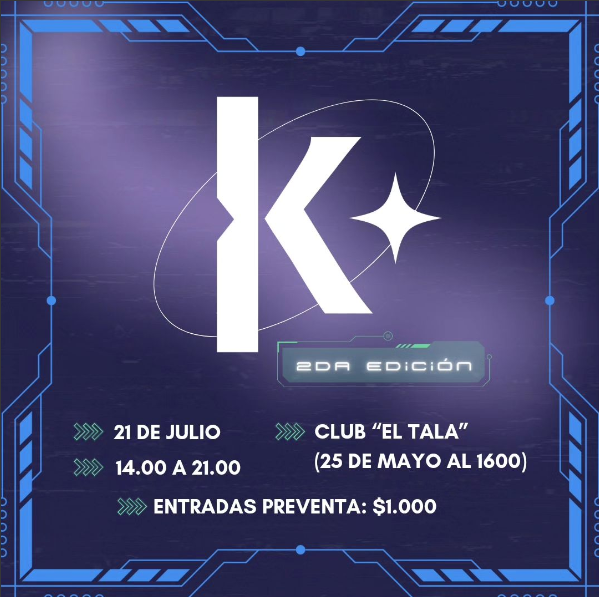 K
2DA EDICIÓN
21 DE JULIO
14.00 A 21.00
CLUB “EL TALA”
(25 DE MAYO AL 1600)
ENTRADAS PREVENTA: $1.000